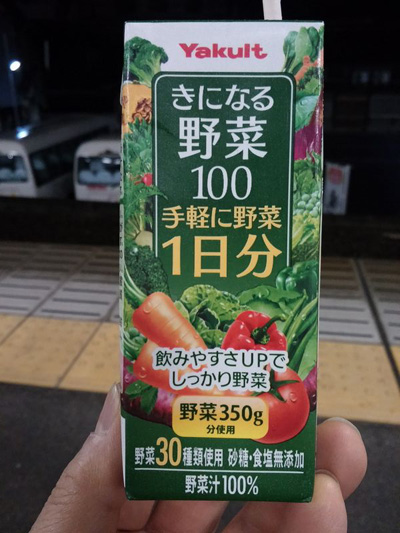 Yakult
きになる
野菜
100
手軽に野菜
1日分
飲みやすさUPで
しっかり野菜
野菜350g
分使用
野菜30種類使用 砂糖・食塩無添加
野菜汁100%